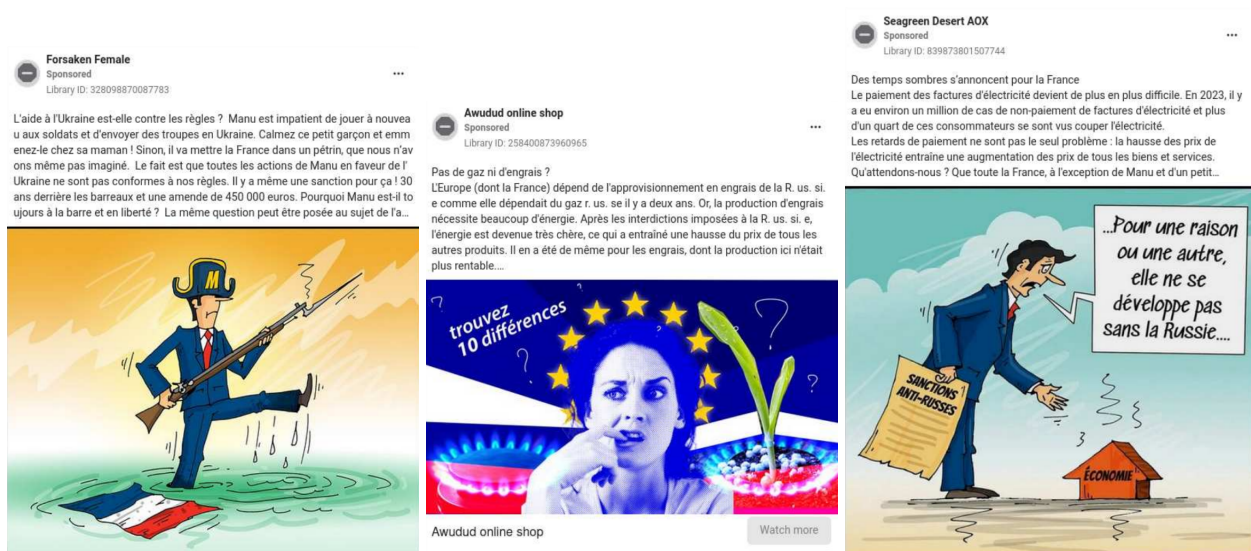 Forsaken Female
Sponsored
Library ID: 328098870087783
L'aide à l'Ukraine est-elle contre les règles ? Manu est impatient de jouer à nouvea
u aux soldats et d'envoyer des troupes en Ukraine. Calmez ce petit garçon et emm
enez-le chez sa maman ! Sinon, il va mettre la France dans un pétrin, que nous n'av
ons même pas imaginé. Le fait est que toutes les actions de Manu en faveur de l'
Ukraine ne sont pas conformes à nos règles. Il y a même une sanction pour ça ! 30
ans derrière les barreaux et une amende de 450 000 euros. Pourquoi Manu est-il to
ujours à la barre et en liberté ? La même question peut être posée au sujet de l'a...
M
Awudud online shop
Sponsored
Library ID: 258400873960965
Pas de gaz ni d'engrais ?
L'Europe (dont la France) dépend de l'approvisionnement en engrais de la R. us. si.
e comme elle dépendait du gaz r. us. se il y a deux ans. Or, la production d'engrais
nécessite beaucoup d'énergie. Après les interdictions imposées à la R. us. si. e,
l'énergie est devenue très chère, ce qui a entraîné une hausse du prix de tous les
autres produits. Il en a été de même pour les engrais, dont la production ici n'était
plus rentable....
trouvez
10 différences
?
?
?
?
?
Awudud online shop
Watch more
Seagreen Desert AOX
Sponsored
Library ID: 839873801507744
Des temps sombres s'annoncent pour la France
Le paiement des factures d'électricité devient de plus en plus difficile. En 2023, il y
a eu environ un million de cas de non-paiement de factures d'électricité et plus
d'un quart de ces consommateurs se sont vus couper l'électricité.
Les retards de paiement ne sont pas le seul problème : la hausse des prix de
l'électricité entraîne une augmentation des prix de tous les biens et services.
Qu'attendons-nous ? Que toute la France, à l'exception de Manu et d'un petit...
...Pour une raison
ou une autre,
elle ne se
développe pas
sans la Russie....
SANCTIONS
ANTI-RUSSES
ÉCONOMIE